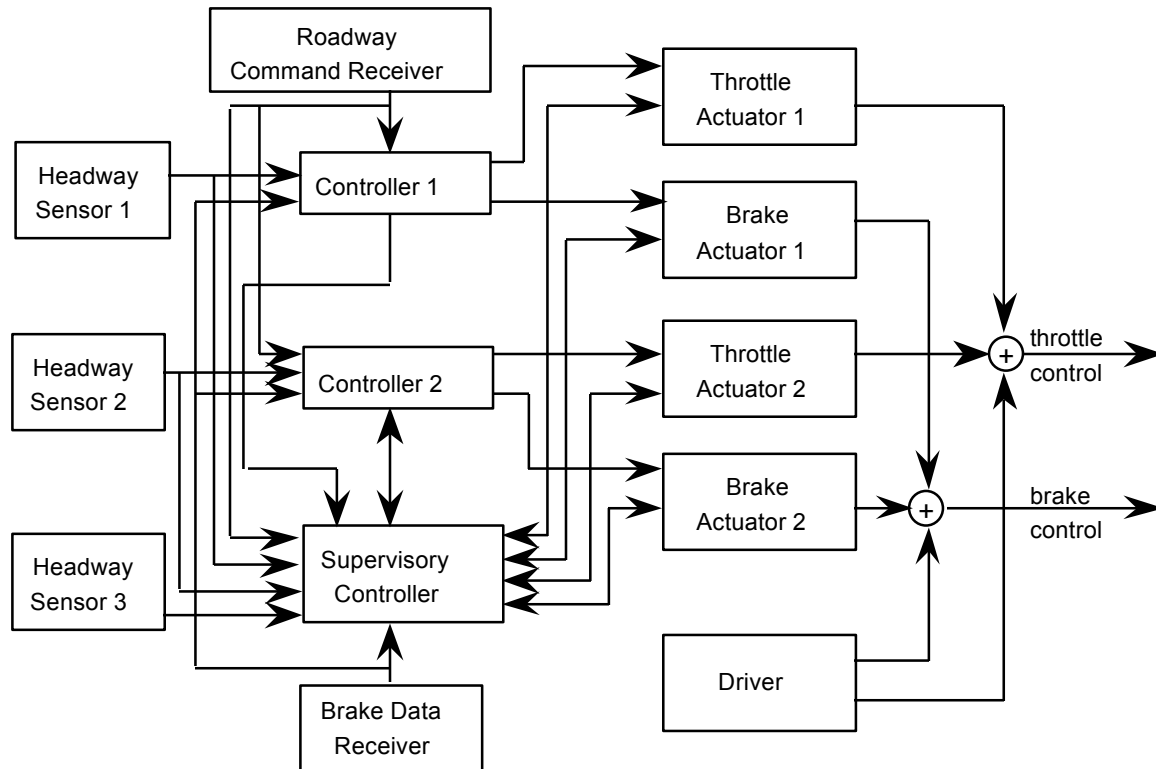 Roadway
Command Receiver
Throttle
Actuator 1
Headway
Sensor 1
Controller 1
Brake
Actuator 1
Headway
Sensor 2
Controller 2
Throttle
Actuator 2
+
throttle
control
Brake
Actuator 2
+
brake
control
Headway
Sensor 3
Supervisory
Controller
Driver
Brake Data
Receiver